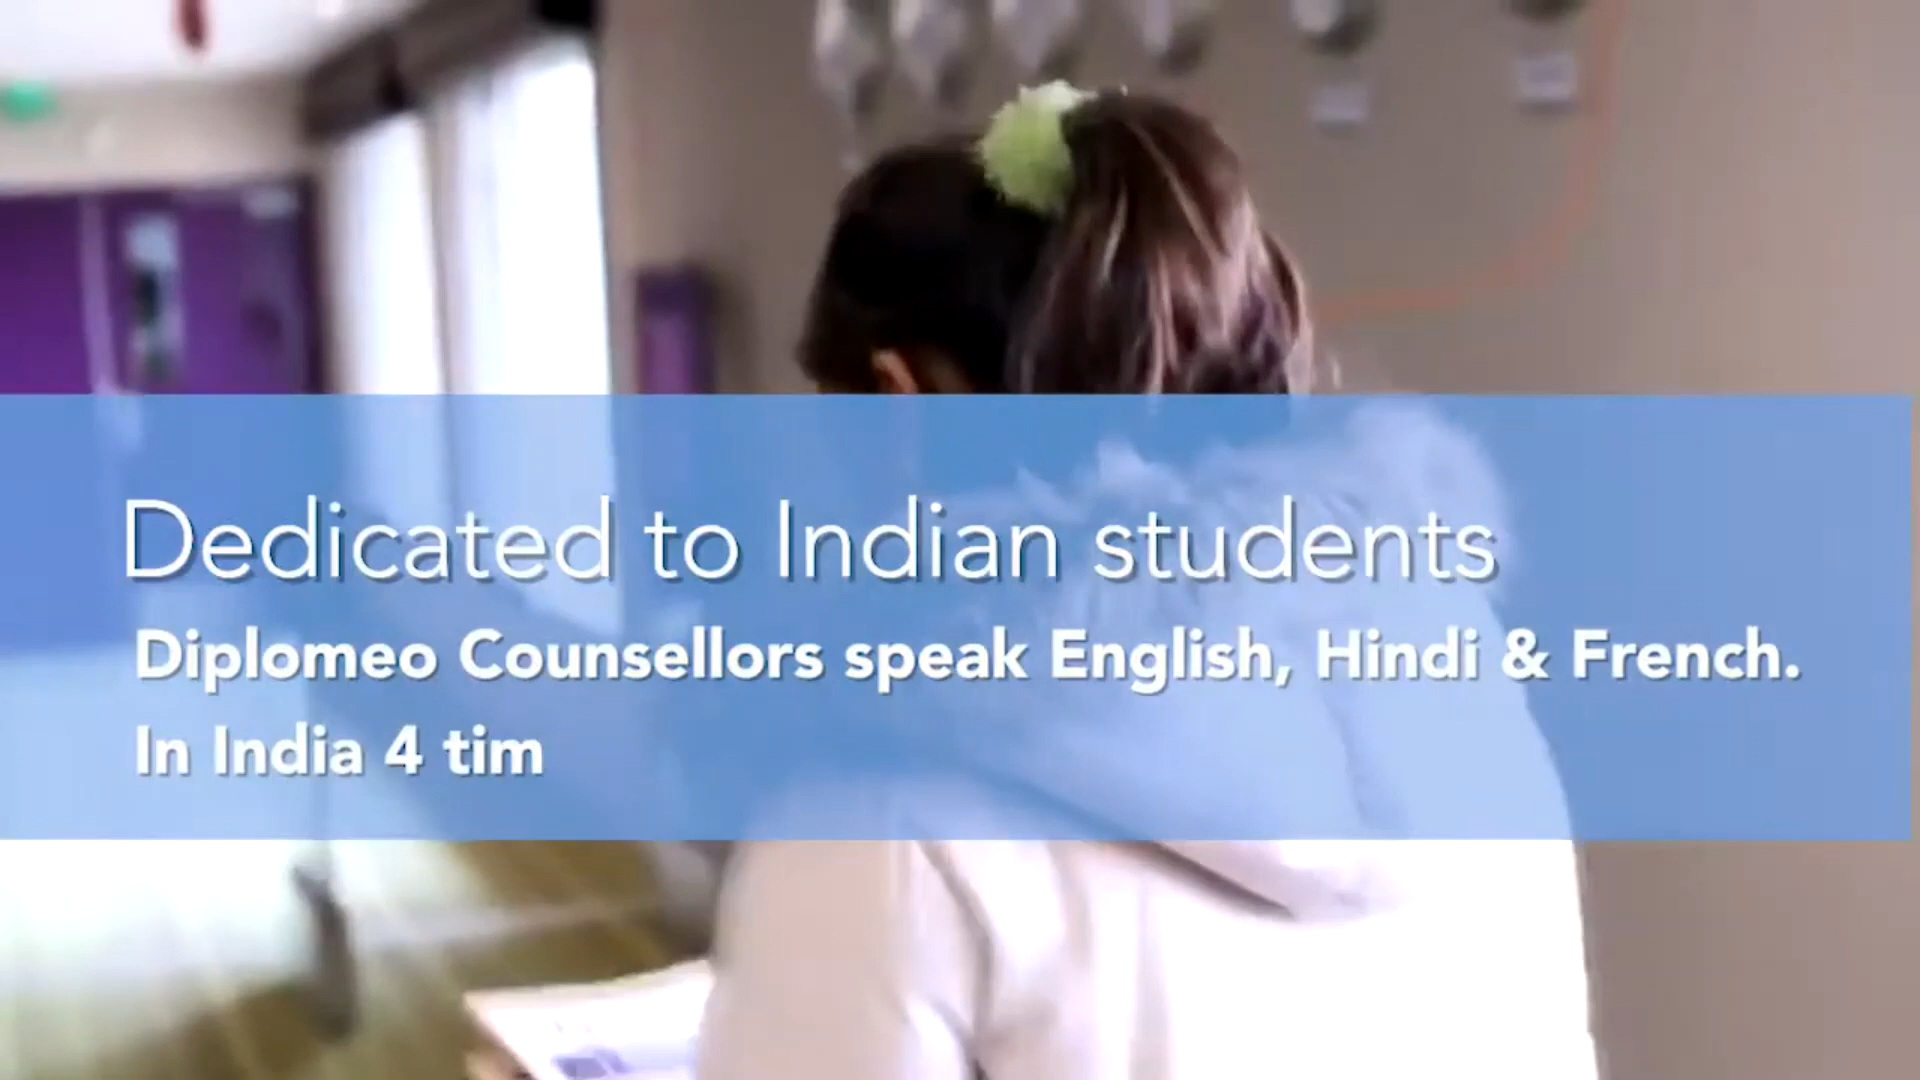 Dedicated to Indian students
Diplomeo Counsellors speak English, Hindi & French.
In India 4 tim